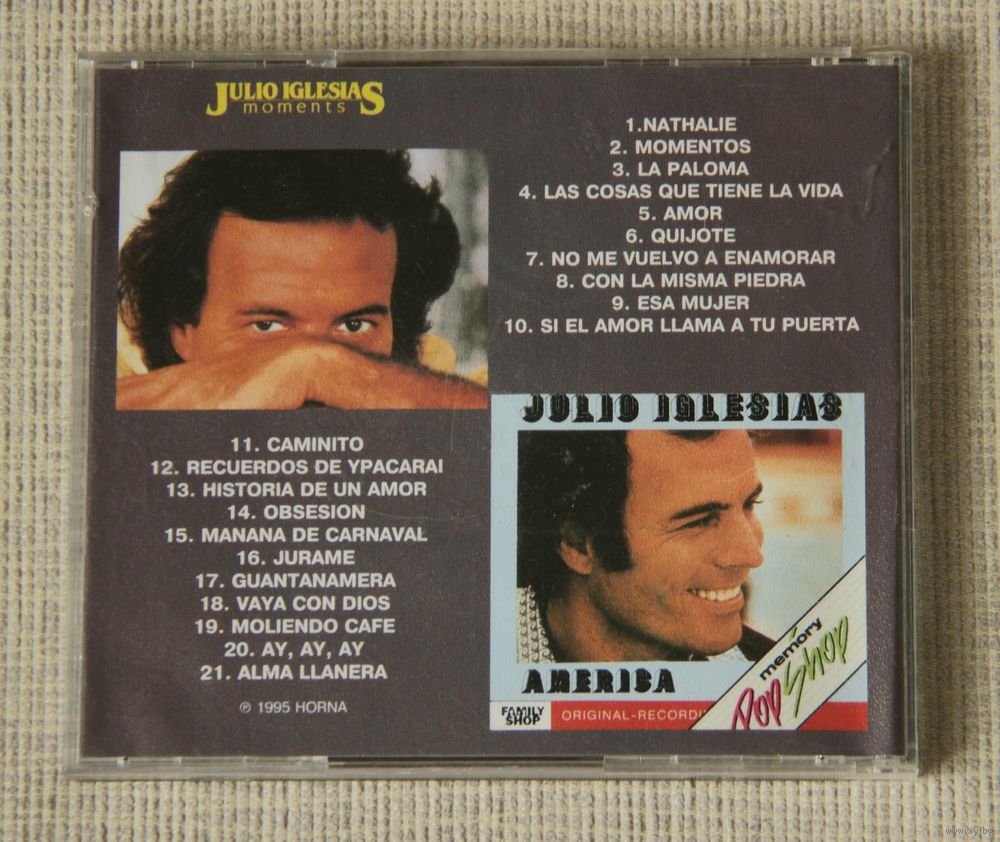 JULIO IGLESIAS
moments
1.NATHALIE
2. MOMENTOS
3. LA PALOMA
4. LAS COSAS QUE TIENE LA VIDA
5. AMOR
6. QUIJOTE
7. NO ME VUELVO A ENAMORAR
8. CON LA MISMA PIEDRA
9. ESA MUJER
10. SI EL AMOR LLAMA A TU PUERTA
11. CAMINITO
12. RECUERDOS DE YPACARAI
13. HISTORIA DE UN AMOR
14. OBSESION
15. MANANA DE CARNAVAL
16. JURAME
17. GUANTANAMERA
18. VAYA CON DIOS
19. MOLIENDO CAFE
20. AY, AY, AY
21. ALMA LLANERA
℗ 1995 HORNA
JULIO IGLESIAS
AMERICA
memory
Pop Shop
FAMILY
SHOP
ORIGINAL-RECORDI
www.ay.by